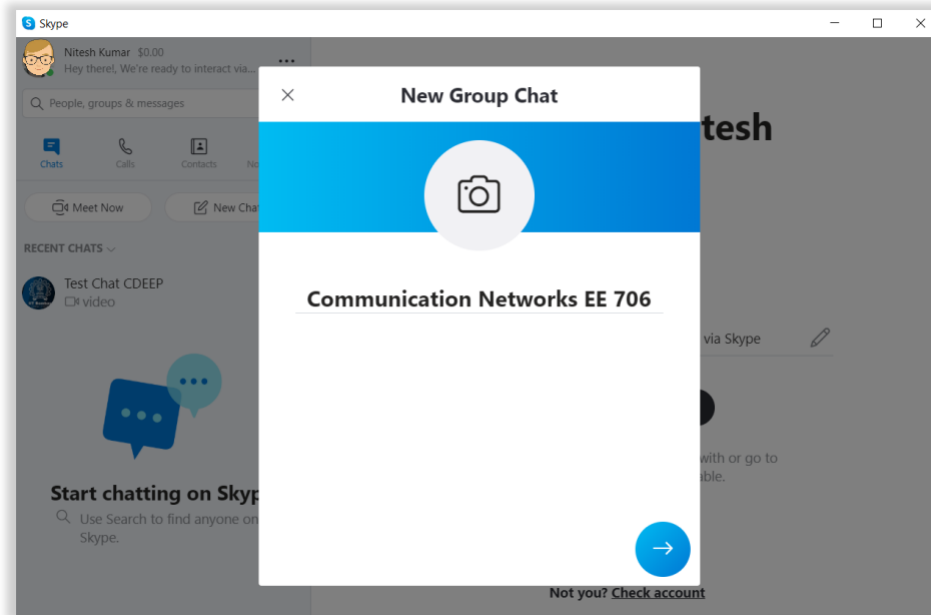 Skype
Nitesh Kumar $0.00
Hey there!, We're ready to interact via...
People, groups & messages
Chats
Calls
Contacts
Meet Now
New Chat
RECENT CHATS
Test Chat CDEEP
video
Start chatting on Skyp
Use Search to find anyone on
Skype.
New Group Chat
Communication Networks EE 706
tesh
via Skype
with or go to
Not you? Check account